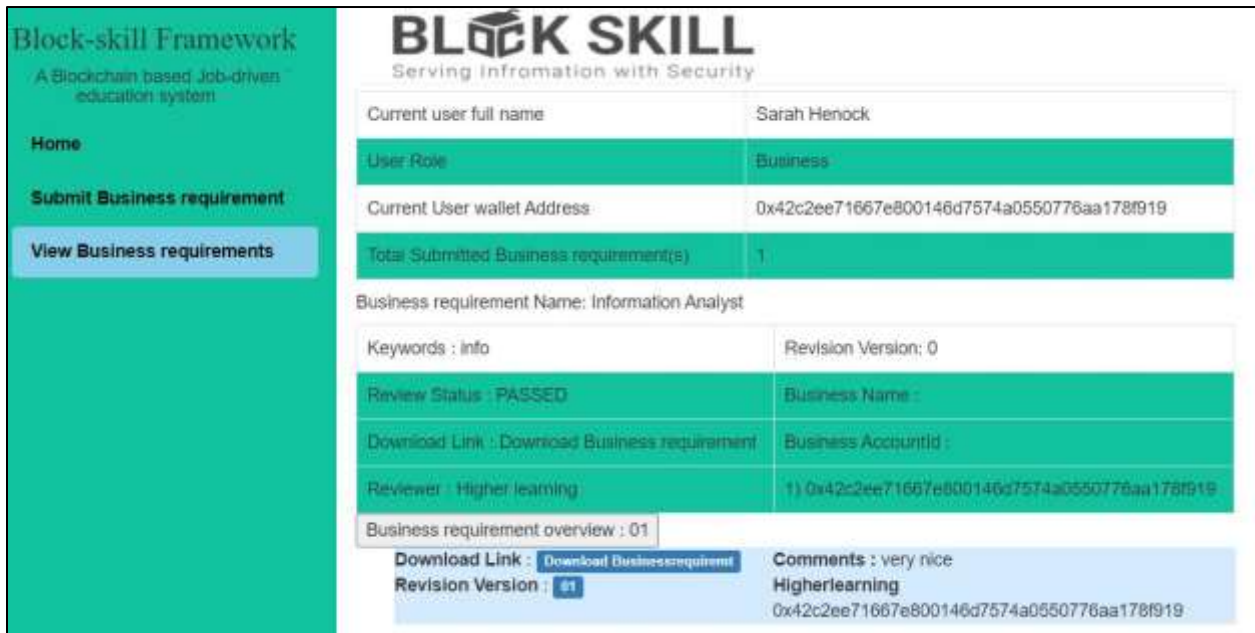 Block-skill Framework
A Blockchain based Job-driven
education system
Home
Submit Business requirement
View Business requirements
BLOCK SKILL
Serving Infromation with Security
Current user full name Sarah Henock
User Role Business
Current User wallet Address 0x42c2ee71667e800146d7574a0550776aa178f919
Total Submitted Business requirement(s) 1
Business requirement Name: Information Analyst
Keywords : info Revision Version: 0
Review Status : PASSED Business Name :
Download Link : Download Business requirement Business AccountId :
Reviewer : Higher learning 1) 0x42c2ee71667e800146d7574a0550776aa178f919
Business requirement overview : 01
Download Link : Download Businessrequiremt Comments : very nice
Revision Version : 01 Higherlearning
0x42c2ee71667e800146d7574a0550776aa178f919